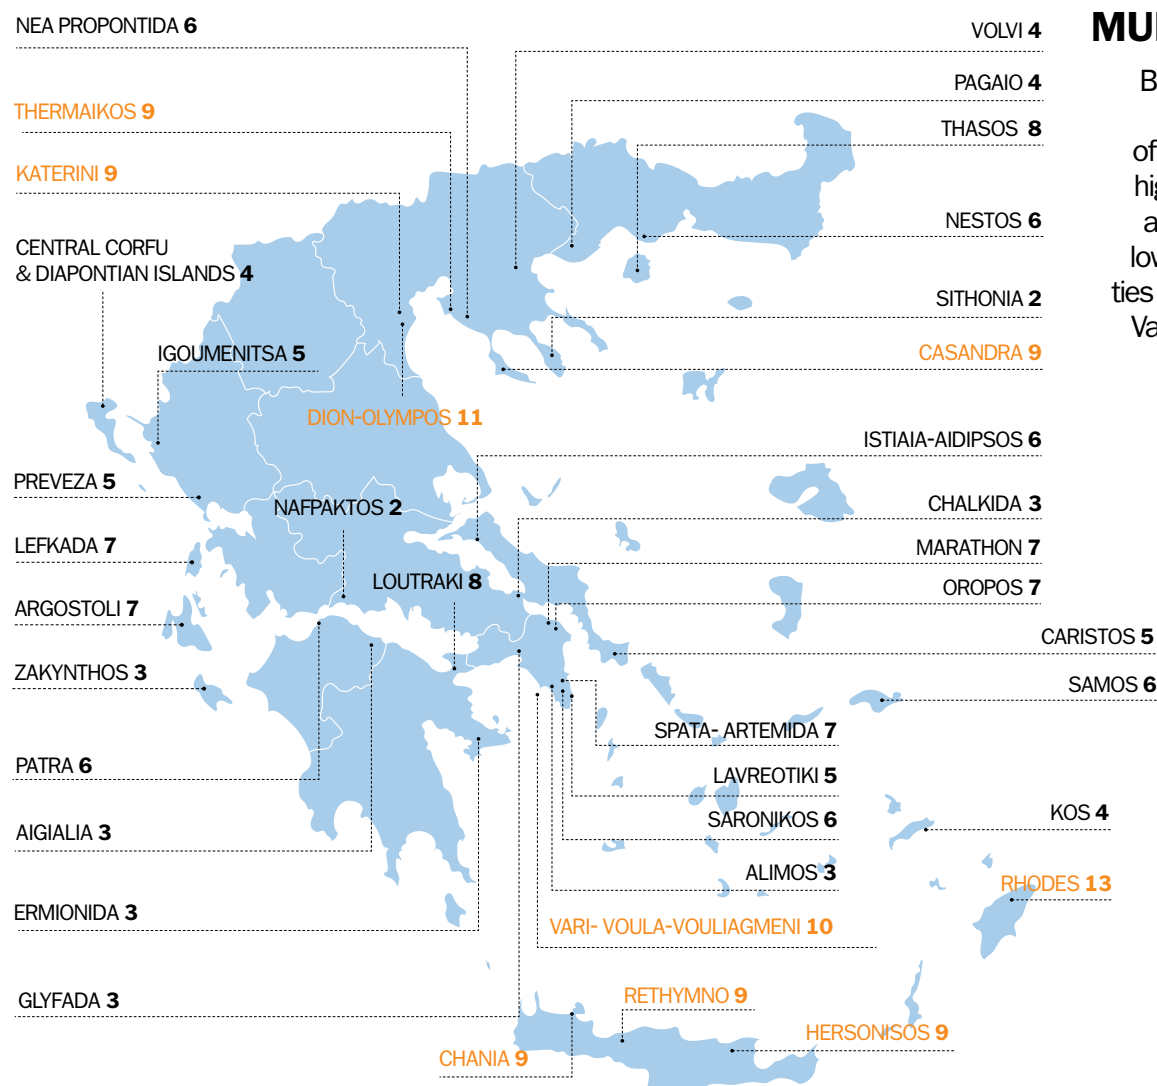 NEA PROPONTIDA 6
THERMAIKOS 9
KATERINI 9
CENTRAL CORFU
& DIAPONTIAN ISLANDS 4
IGOUMENITSA 5
DION-OLYMPOS 11
PREVEZA 5
NAFPAKTOS 2
LEFKADA 7
LOUTRAKI 8
ARGOSTOLI 7
ZAKYNTHOS 3
PATRA 6
AIGIALIA 3
ERMIONIDA 3
GLYFADA 3
VOLVI 4
PAGAIO 4
THASOS 8
NESTOS 6
SITHONIA 2
CASANDRA 9
ISTIAIA-AIDIPSOS 6
CHALKIDA 3
MARATHON 7
OROPOS 7
CARISTOS 5
SAMOS 6
SPATA- ARTEMIDA 7
LAVREOTIKI 5
SARONIKOS 6
KOS 4
ALIMOS 3
RHODES 13
VARI- VOULA-VOULIAGMENI 10
RETHYMNO 9
HERSONISOS 9
CHANIA 9
of
ties